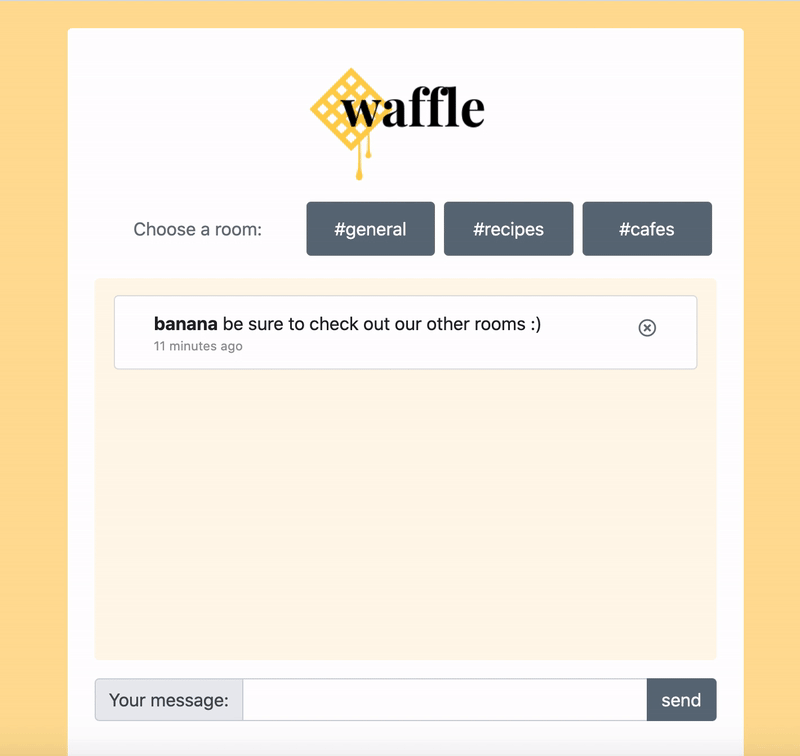 waffle
Choose a room:
#general
#recipes
#cafes
banana be sure to check out our other rooms :)
11 minutes ago
Your message:
send